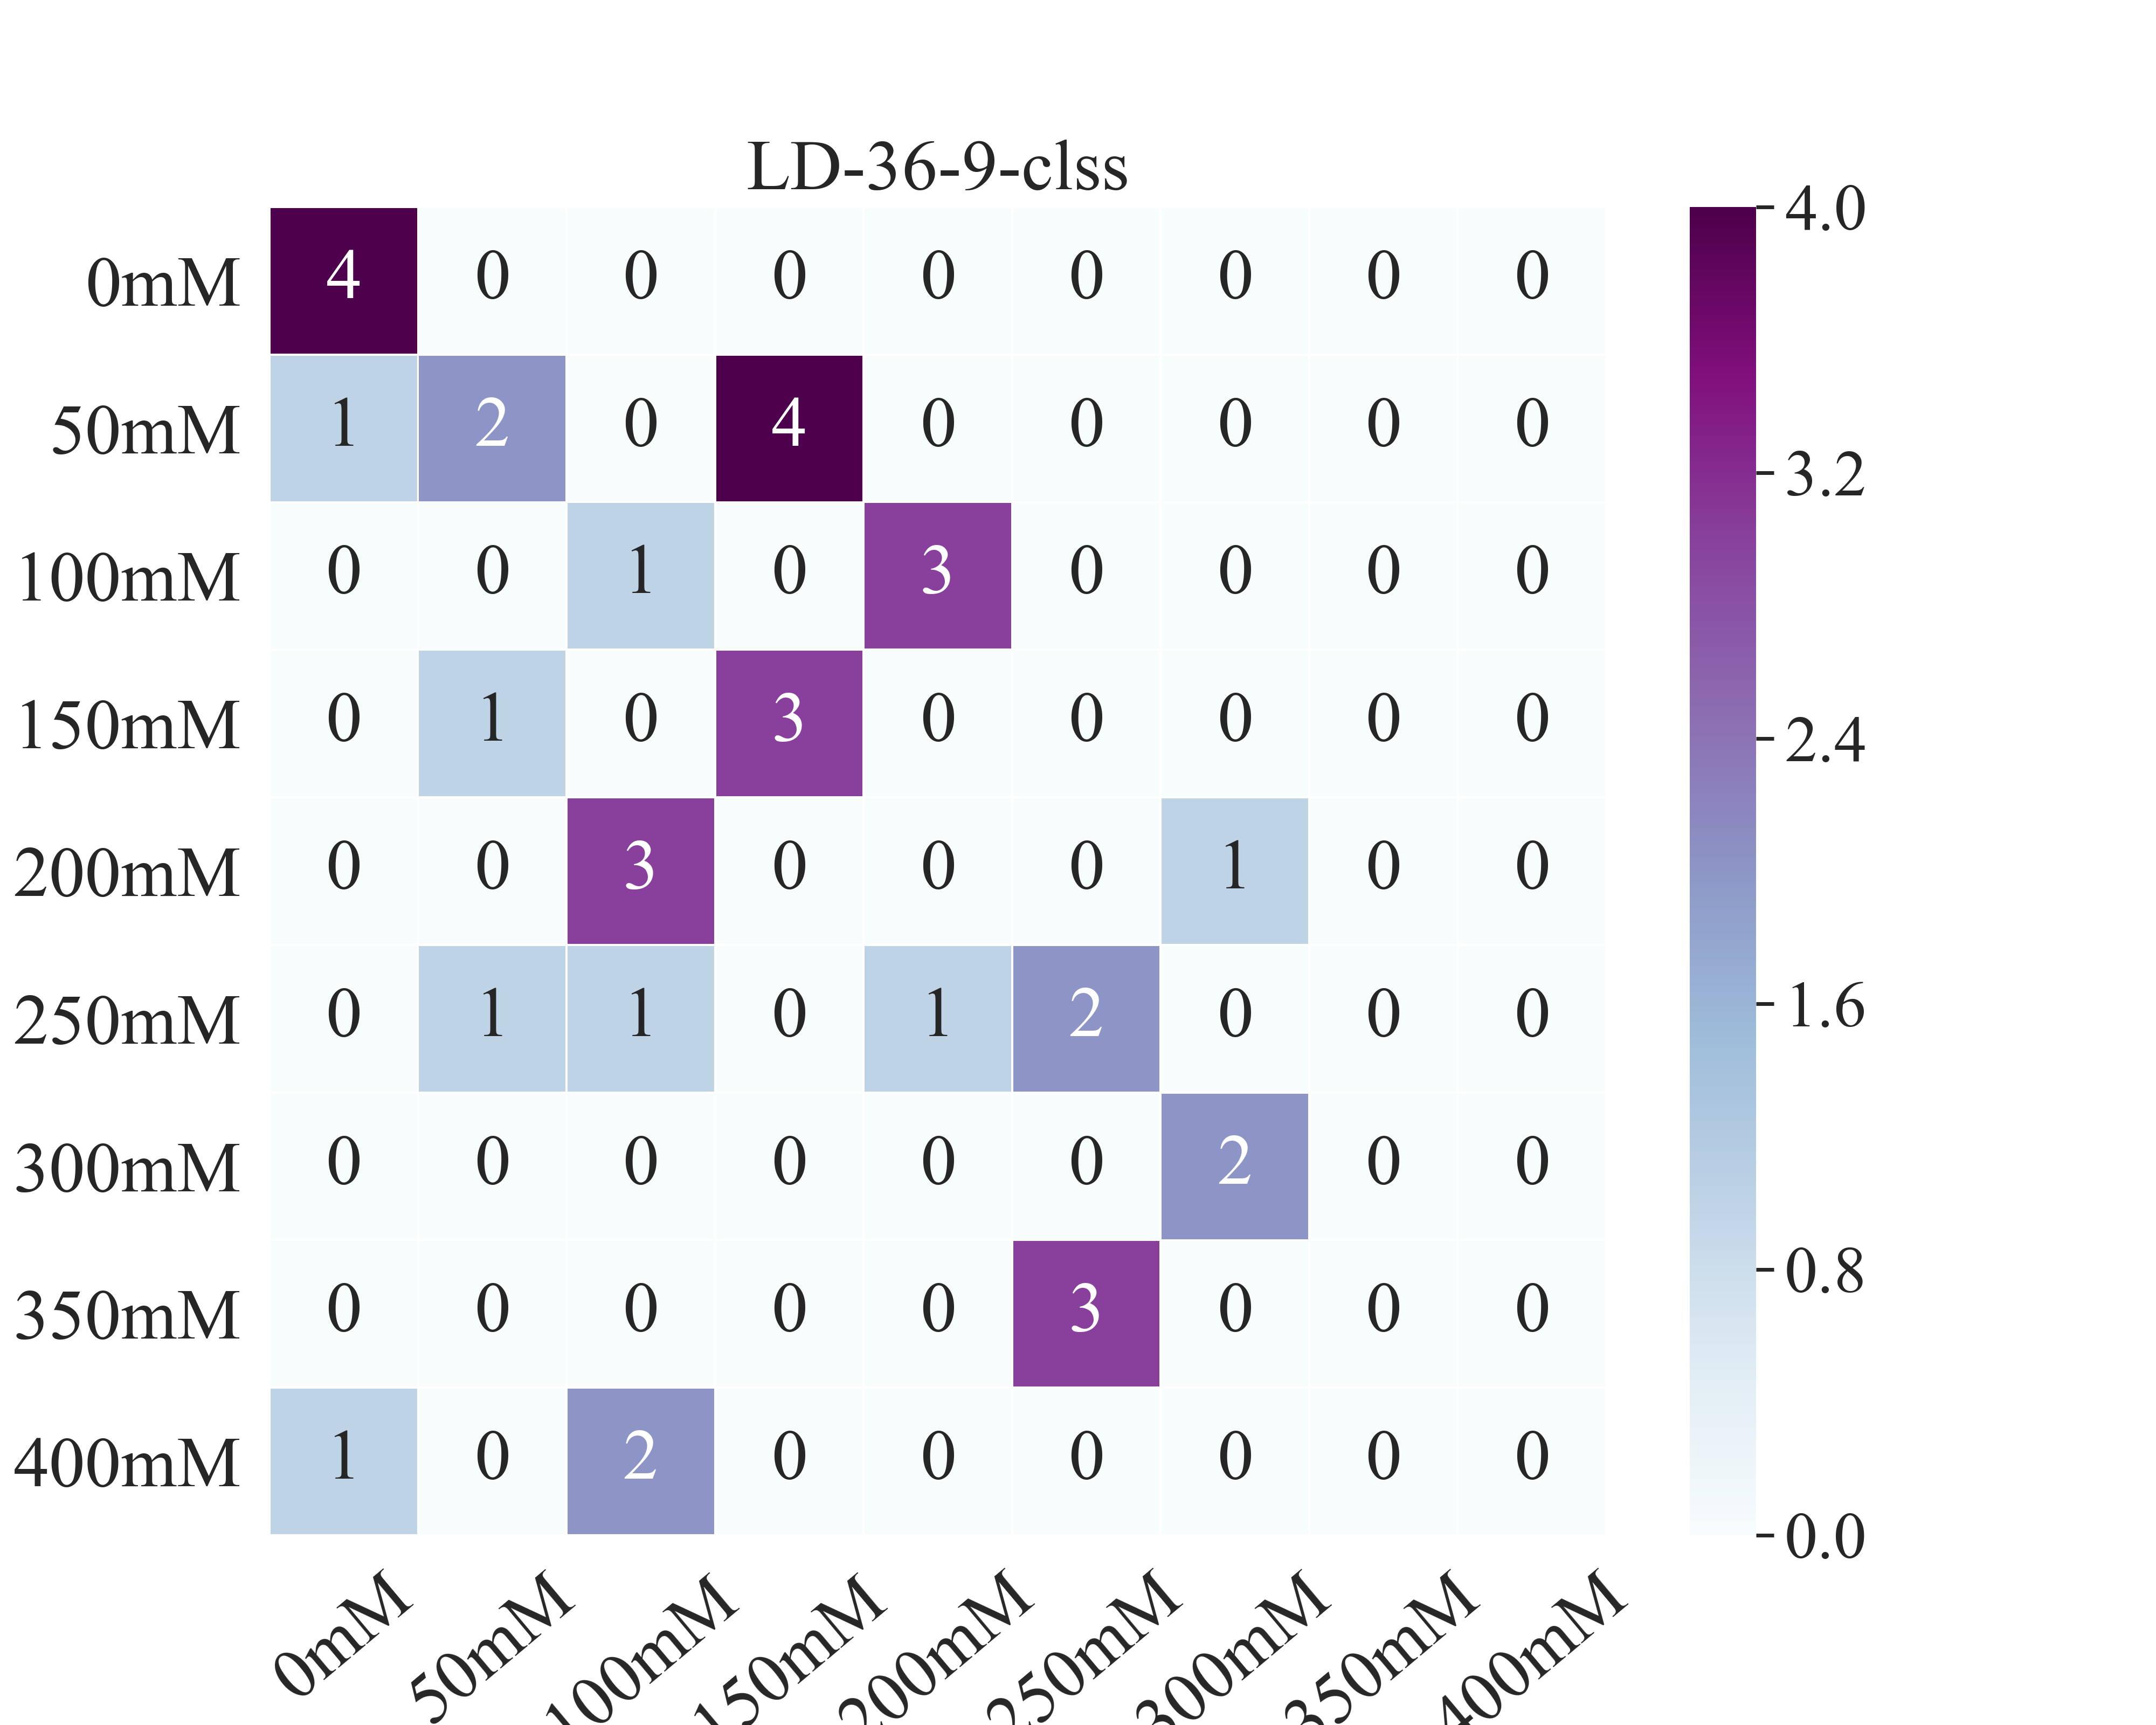 LD-36-9-clss
0mM 4 0 0 0 0 0 0 0 0
50mM 1 2 0 4 0 0 0 0 0
100mM 0 0 1 0 3 0 0 0 0
150mM 0 1 0 3 0 0 0 0 0
200mM 0 0 3 0 0 0 1 0 0
250mM 0 1 1 0 1 2 0 0 0
300mM 0 0 0 0 0 0 2 0 0
350mM 0 0 0 0 0 3 0 0 0
400mM 1 0 2 0 0 0 0 0 0
0mM 50mM 100mM 150mM 200mM 250mM 300mM 350mM 400mM
4.0
3.2
2.4
1.6
0.8
0.0